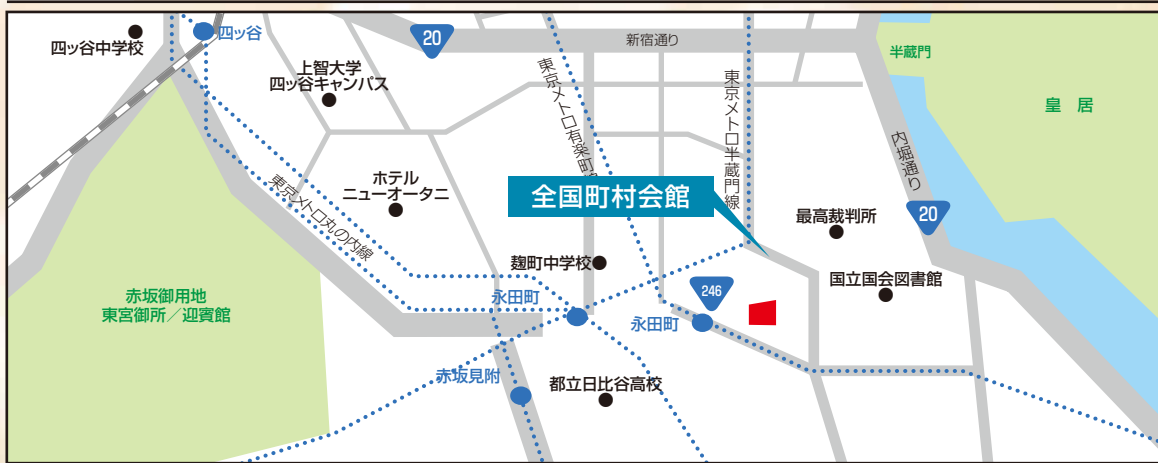 四ッ谷中学校
四ッ谷
20
新宿通り
半蔵門
上智大学
四ッ谷キャンパス
東京メトロ有楽町
東京メトロ半蔵門線
皇 居
内堀通り
ホテル
ニューオータニ
全国町村会館
最高裁判所
20
東京メトロ丸の内線
麹町中学校
国立国会図書館
赤坂御用地
東宮御所／迎賓館
永田町
246
永田町
赤坂見附
都立日比谷高校